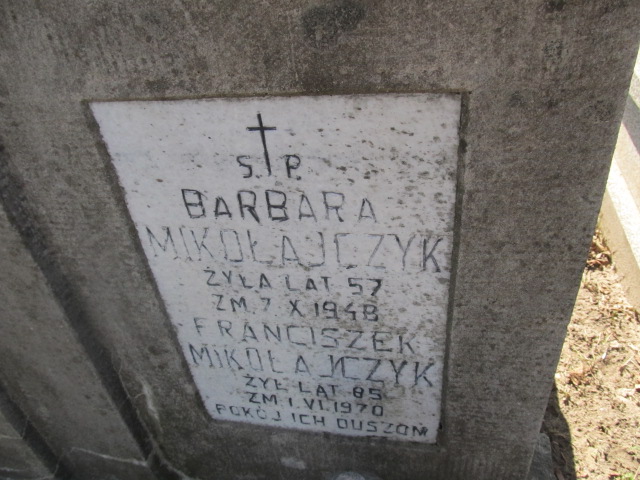 Ś. P.
BARBARA
MIKOŁAJCZYK
ŻYŁA LAT 57
ZM. 7 X 1948
FRANCISZEK
MIKOŁAJCZYK
ŻYŁ LAT 85
ZM. 1. VI. 1970
POKÓJ ICH DUSZOM